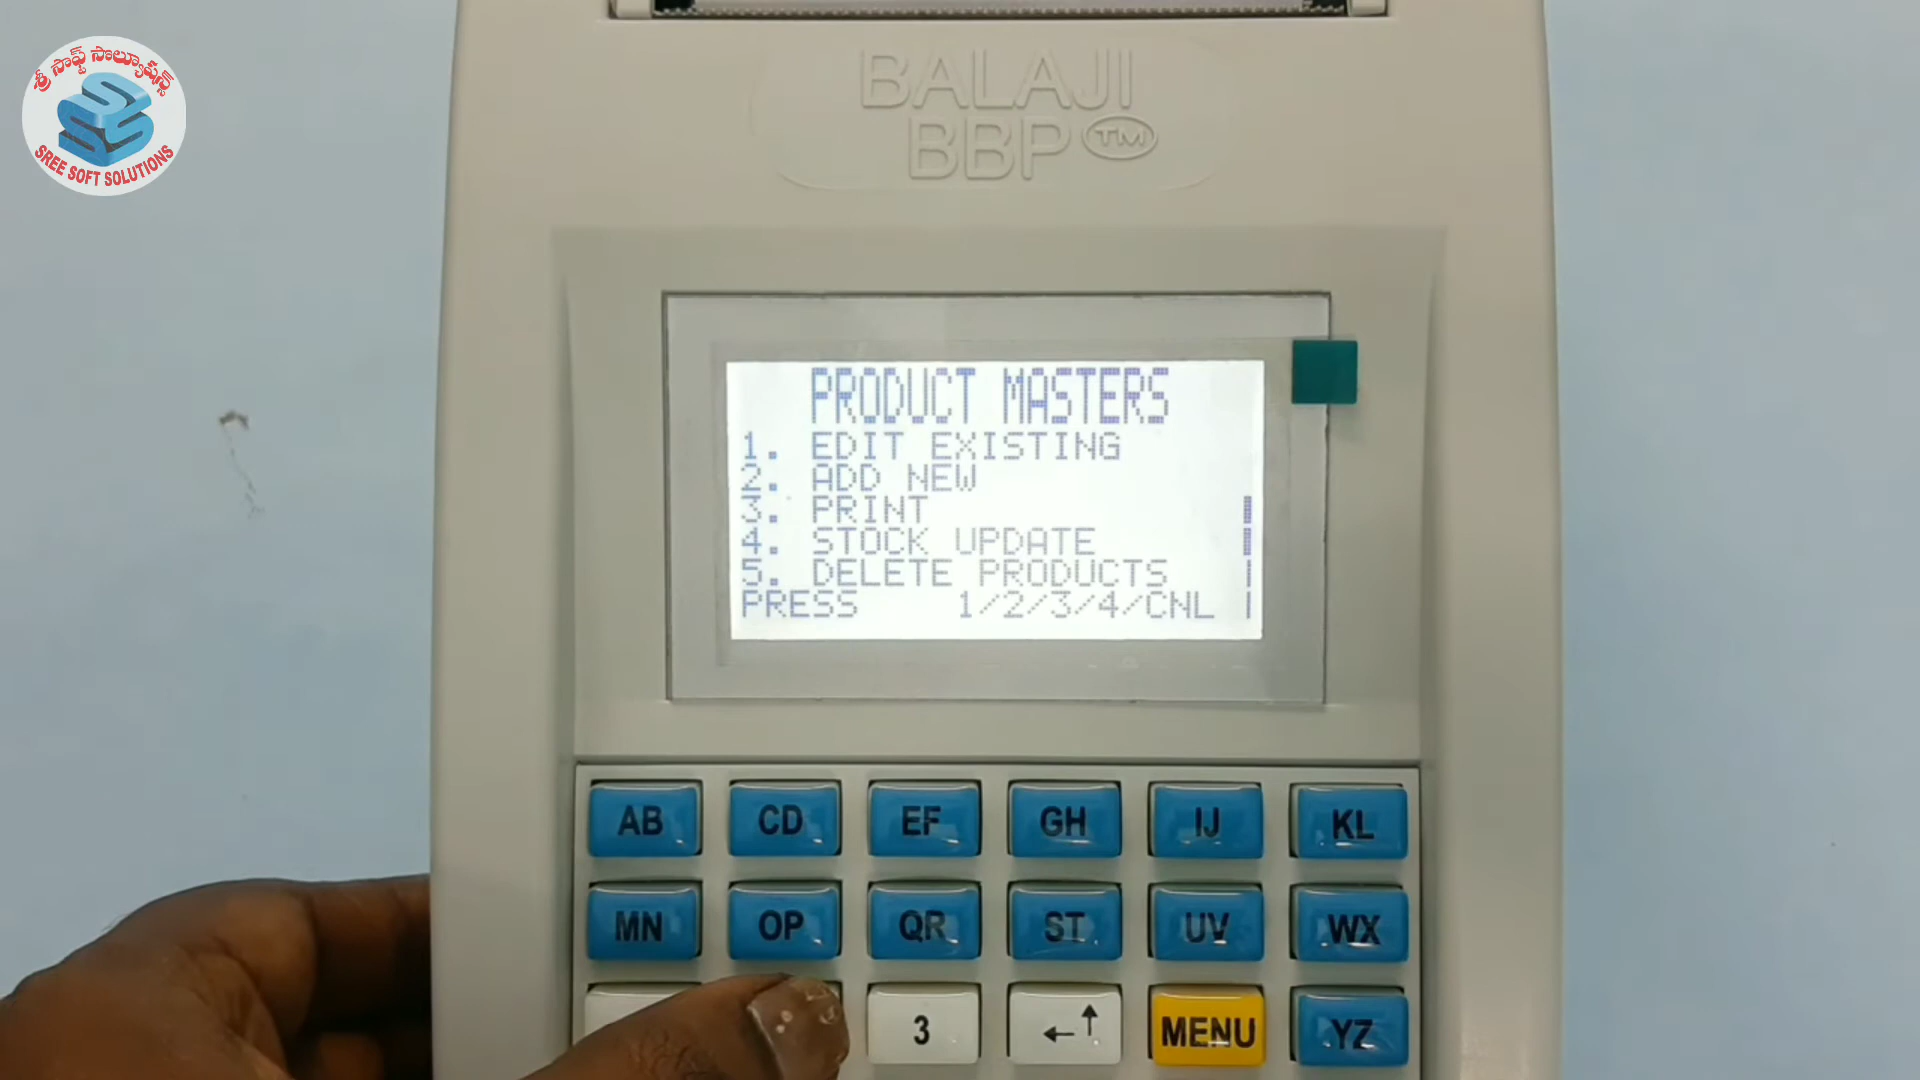 శ్రీ సాఫ్ట్ సొల్యూషన్స్
SREE SOFT SOLUTIONS
BALAJI
BBP TM
PRODUCT MASTERS
1. EDIT EXISTING
2. ADD NEW
3. PRINT
4. STOCK UPDATE
5. DELETE PRODUCTS
PRESS 1/2/3/4/CNL
AB CD EF GH IJ KL
MN OP QR ST UV WX
3 ←↑ MENU YZ